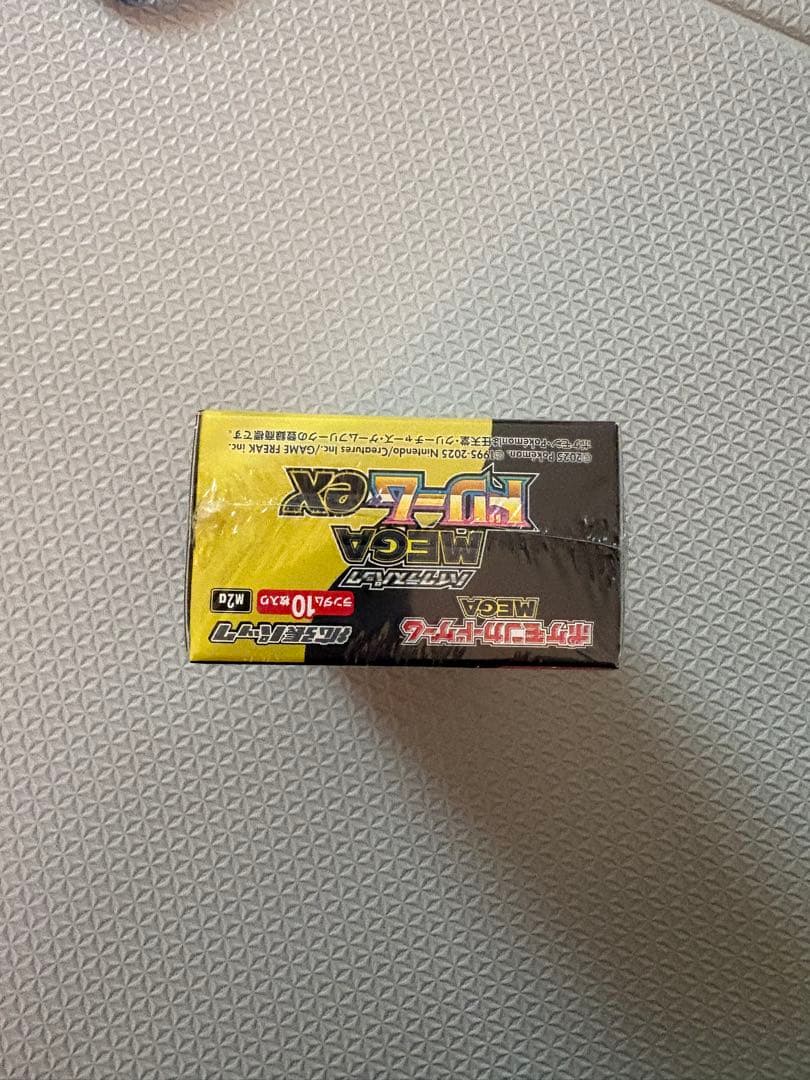 ポケモンカードゲーム
MEGA
拡張パック
ランダム10枚入り
M2a
ハイクラスパック
MEGA
ドリームex
©2025 Pokémon. ©1995-2025 Nintendo/Creatures Inc./GAME FREAK inc.
ポケモン・Pokémonは任天堂・クリーチャーズ・ゲームフリークの登録商標です。